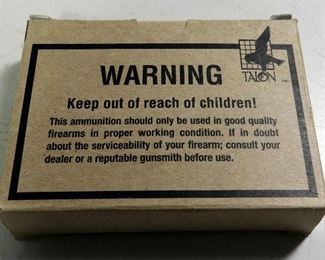 WARNING
TALON
Keep out of reach of children!
This ammunition should only be used in good quality
firearms in proper working condition. If in doubt
about the serviceability of your firearm; consult your
dealer or a reputable gunsmith before use.